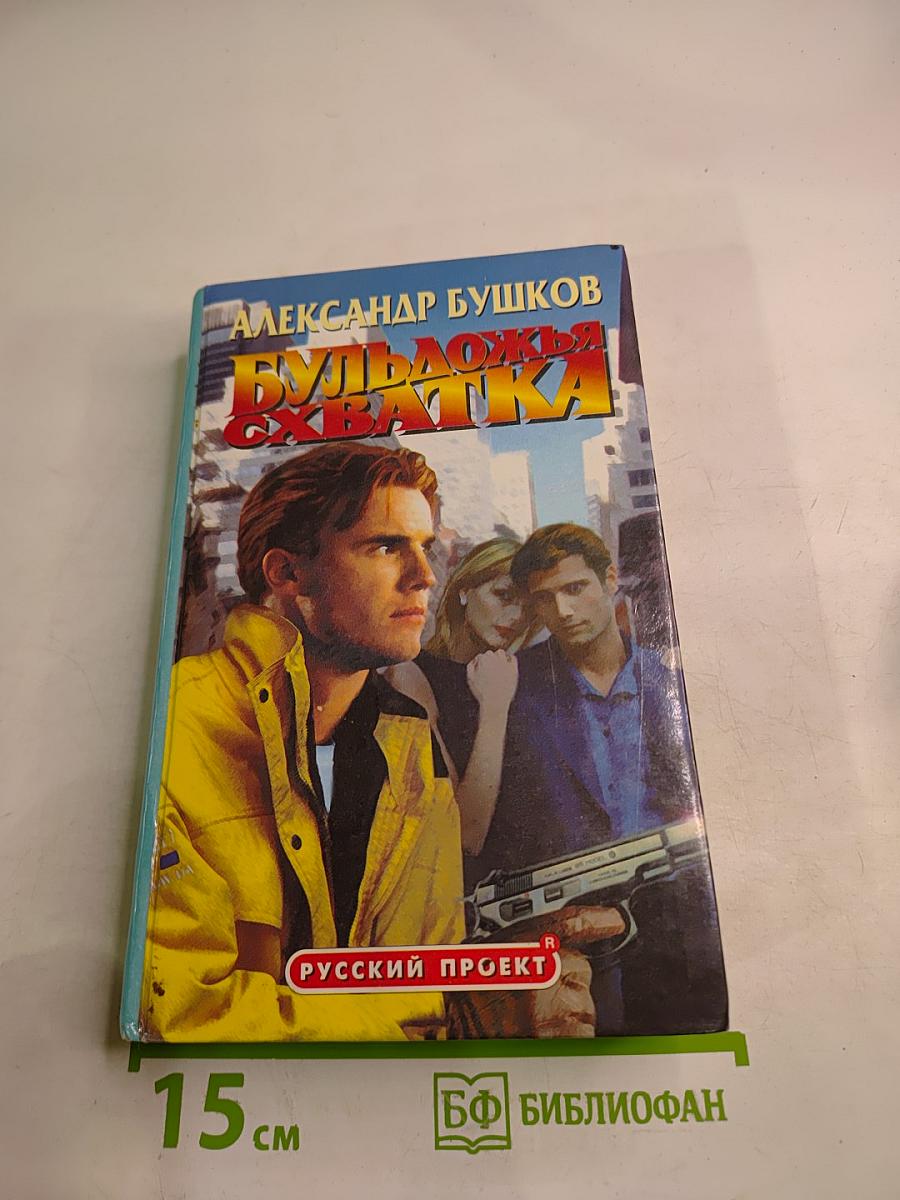 АЛЕКСАНДР БУШКОВ
БУЛЬДОЖЬЯ
СХВАТКА
РУССКИЙ ПРОЕКТ
R
15 см
БФ БИБЛИОФАН